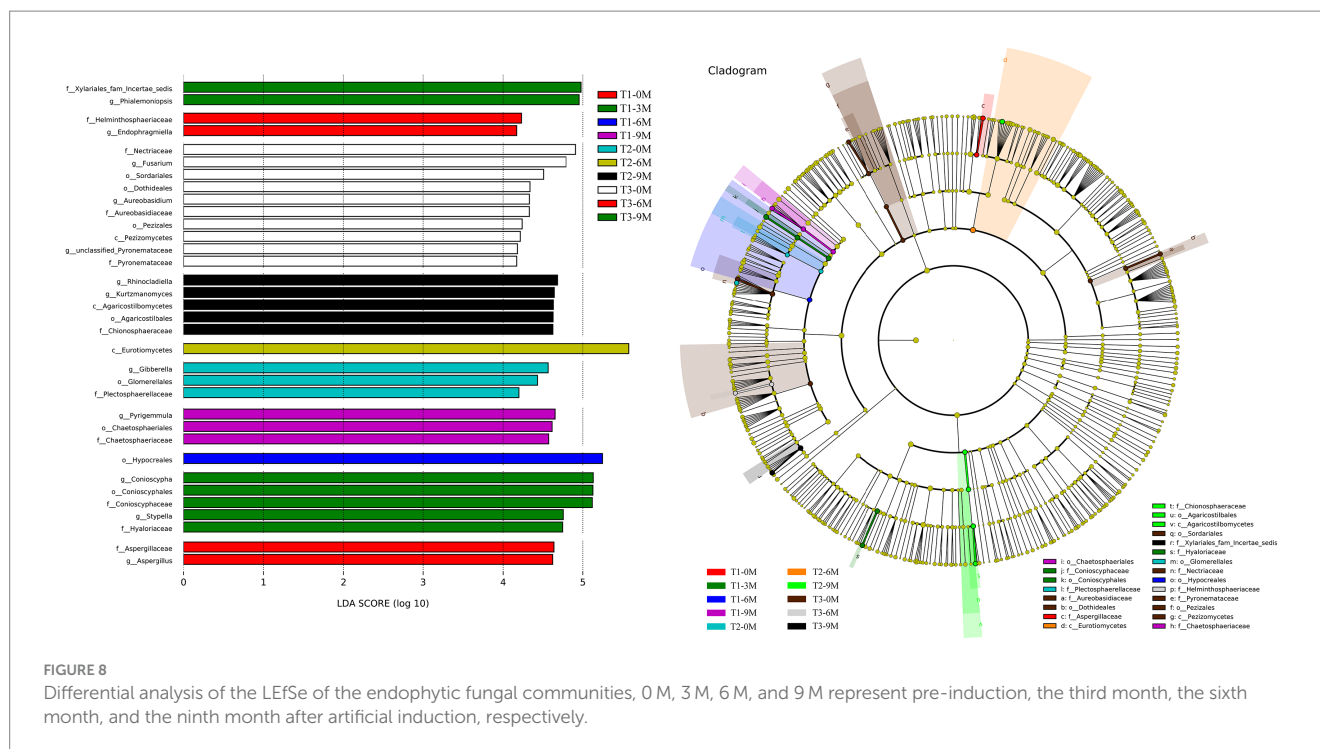 f__Xylariales_fam_Incertae_sedis
g__Phialemoniopsis
f__Helminthosphaeriaceae
g__Endophragmiella
f__Nectriaceae
g__Fusarium
o__Sordariales
o__Dothideales
g__Aureobasidium
f__Aureobasidiaceae
o__Pezizales
c__Pezizomycetes
g__unclassified_Pyronemataceae
f__Pyronemataceae
g__Rhinocladiella
g__Kurtzmanomyces
c__Agaricostilbomycetes
o__Agaricostilbales
f__Chionosphaeraceae
c__Eurotiomycetes
g__Gibberella
o__Glomerellales
f__Plectosphaerellaceae
g__Pyrigemmula
o__Chaetosphaeriales
f__Chaetosphaeriaceae
o__Hypocreales
g__Conioscypha
o__Conioscyphales
f__Conioscyphaceae
g__Stypella
f__Hyaloriaceae
f__Aspergillaceae
g__Aspergillus
0 1 2 3 4 5
LDA SCORE (log 10)
T1-0M
T1-3M
T1-6M
T1-9M
T2-0M
T2-6M
T2-9M
T3-0M
T3-6M
T3-9M
Cladogram
T1-0M
T1-3M
T1-6M
T1-9M
T2-0M
T2-6M
T2-9M
T3-0M
T3-6M
T3-9M
i: o__Chaetosphaeriales
j: f__Conioscyphaceae
k: o__Conioscyphales
l: f__Plectosphaerellaceae
a: f__Aureobasidiaceae
b: o__Dothideales
c: f__Aspergillaceae
d: c__Eurotiomycetes
t: f__Chionosphaeraceae
u: o__Agaricostilbales
v: c__Agaricostilbomycetes
q: o__Sordariales
r: f__Xylariales_fam_Incertae_sedis
s: f__Hyaloriaceae
m: o__Glomerellales
n: f__Nectriaceae
o: o__Hypocreales
p: f__Helminthosphaeriaceae
e: f__Pyronemataceae
f: o__Pezizales
g: c__Pezizomycetes
h: f__Chaetosphaeriaceae
FIGURE 8
Differential analysis of the LEfSe of the endophytic fungal communities, 0 M, 3 M, 6 M, and 9 M represent pre-induction, the third month, the sixth
month, and the ninth month after artificial induction, respectively.